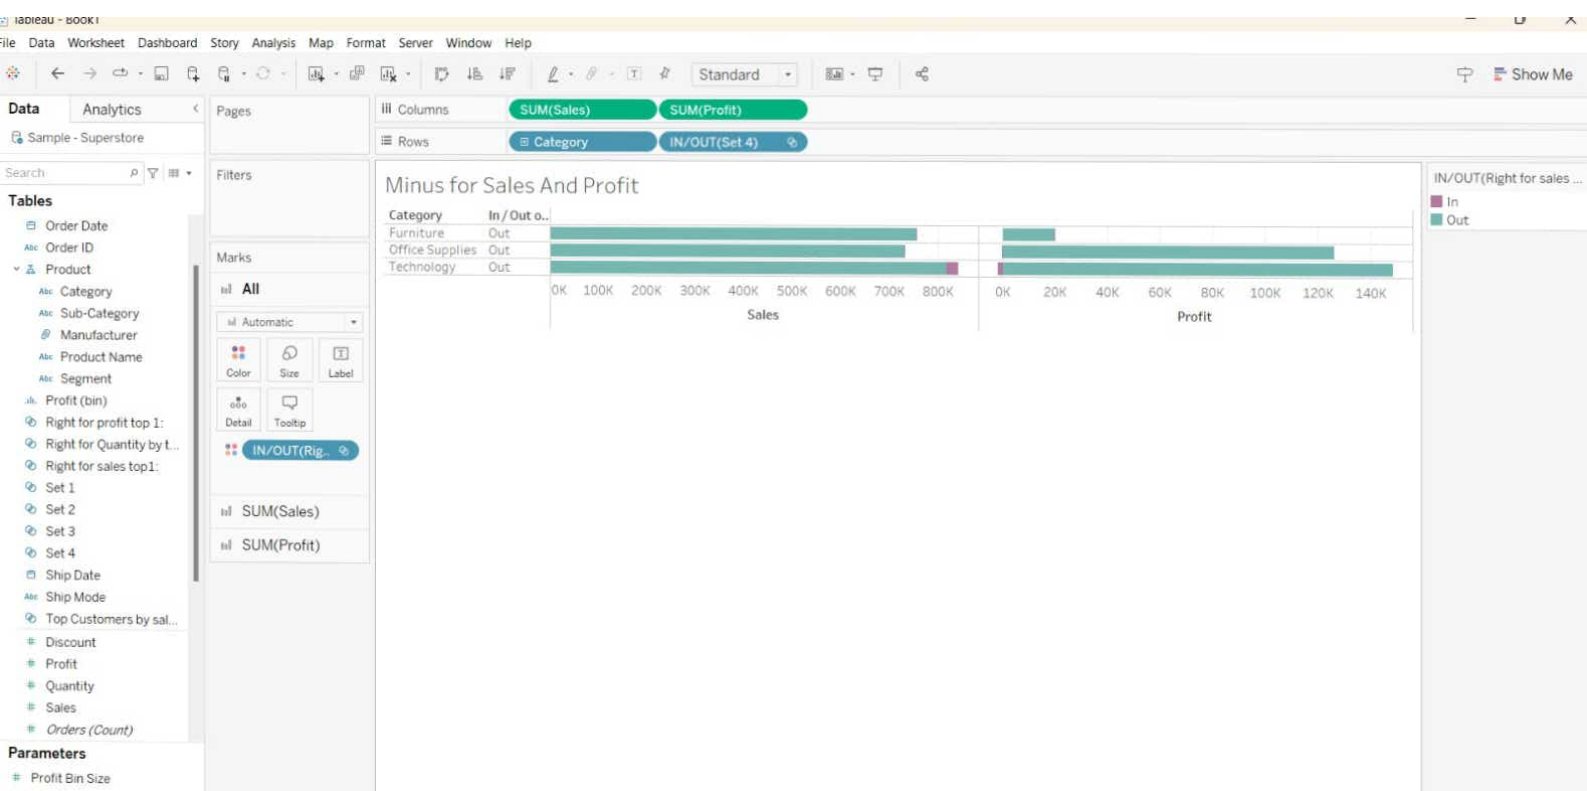 Tableau - Book1
File Data Worksheet Dashboard Story Analysis Map Format Server Window Help
Standard
Show Me
Data Analytics
Pages
Columns SUM(Sales) SUM(Profit)
Sample - Superstore
Rows Category IN/OUT(Set 4)
Search
Filters
Minus for Sales And Profit
IN/OUT(Right for sales ...
In
Out
Tables
Order Date
Order ID
Product
Category
Sub-Category
Manufacturer
Product Name
Segment
Profit (bin)
Right for profit top 1:
Right for Quantity by t...
Right for sales top1:
Set 1
Set 2
Set 3
Set 4
Ship Date
Ship Mode
Top Customers by sal...
Discount
Profit
Quantity
Sales
Orders (Count)
Parameters
Profit Bin Size
Marks
All
Automatic
Color Size Label
Detail Tooltip
IN/OUT(Rig..
SUM(Sales)
SUM(Profit)
Category In / Out o..
Furniture Out
Office Supplies Out
Technology Out
0K 100K 200K 300K 400K 500K 600K 700K 800K 0K 20K 40K 60K 80K 100K 120K 140K
Sales Profit